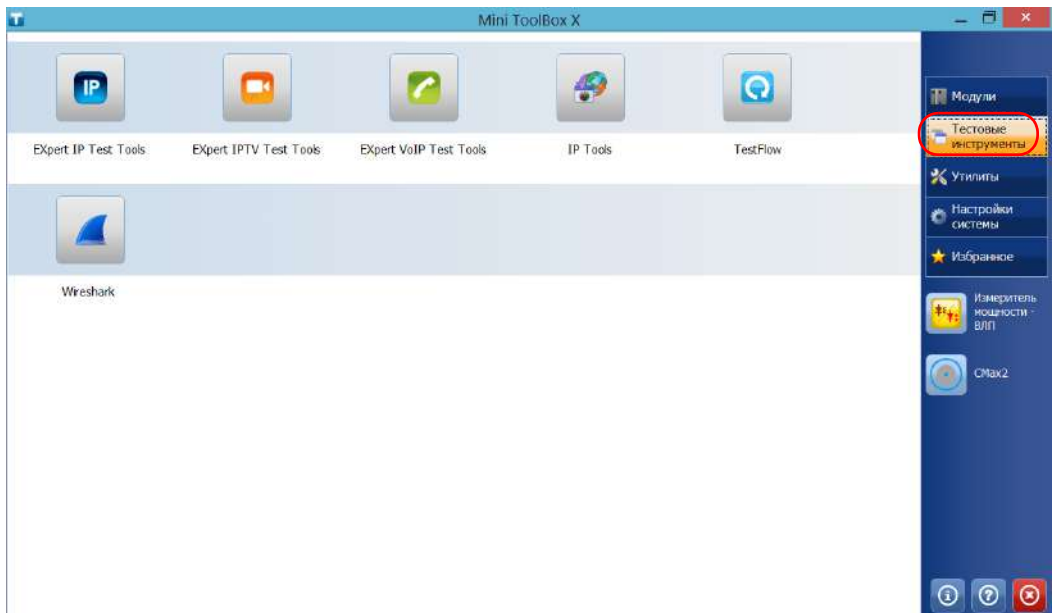 Mini ToolBox X
IP
EXpert IP Test Tools
EXpert IPTV Test Tools
EXpert VoIP Test Tools
IP Tools
TestFlow
Wireshark
Модули
Тестовые
инструменты
Утилиты
Настройки
системы
Избранное
Измеритель
мощности -
ВЛП
CMax2